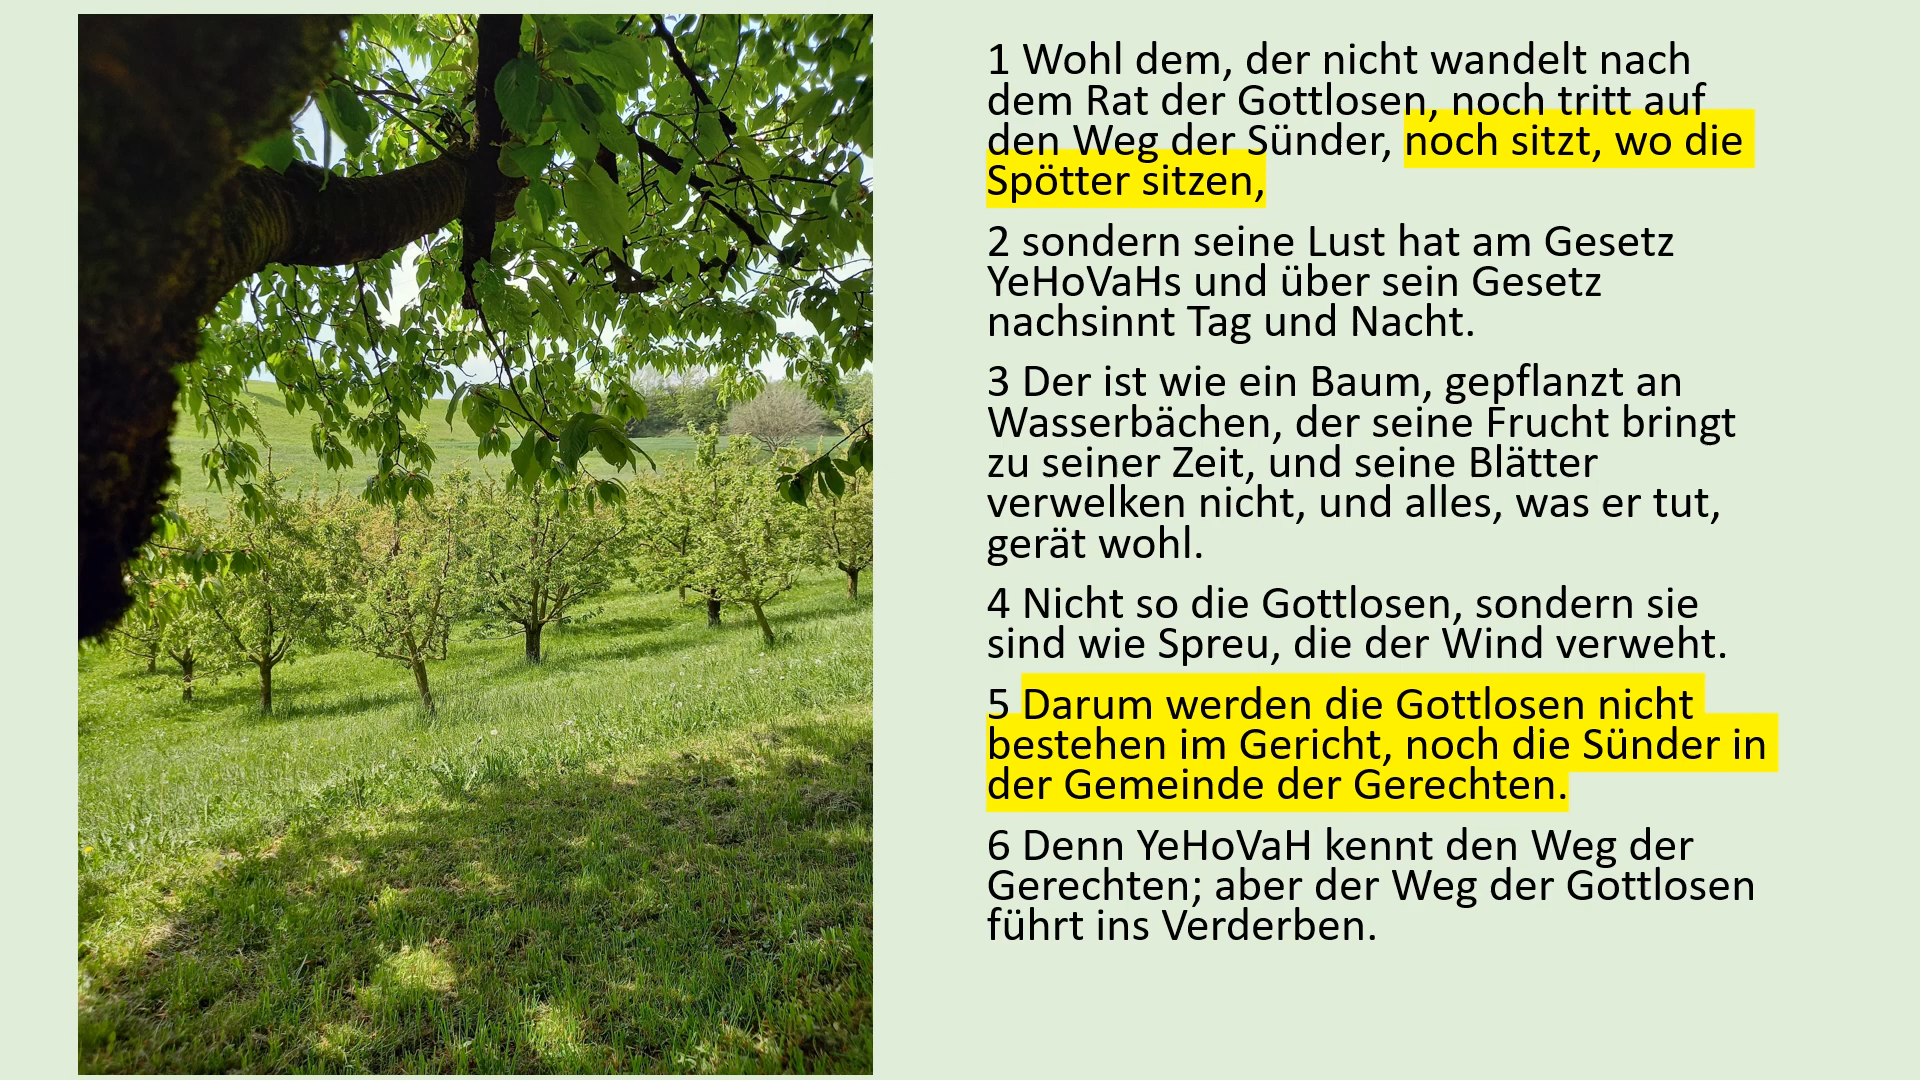 1 Wohl dem, der nicht wandelt nach
dem Rat der Gottlosen, noch tritt auf
den Weg der Sünder, noch sitzt, wo die
Spötter sitzen,
2 sondern seine Lust hat am Gesetz
YeHoVaHs und über sein Gesetz
nachsinnt Tag und Nacht.
3 Der ist wie ein Baum, gepflanzt an
Wasserbächen, der seine Frucht bringt
zu seiner Zeit, und seine Blätter
verwelken nicht, und alles, was er tut,
gerät wohl.
4 Nicht so die Gottlosen, sondern sie
sind wie Spreu, die der Wind verweht.
5 Darum werden die Gottlosen nicht
bestehen im Gericht, noch die Sünder in
der Gemeinde der Gerechten.
6 Denn YeHoVaH kennt den Weg der
Gerechten; aber der Weg der Gottlosen
führt ins Verderben.